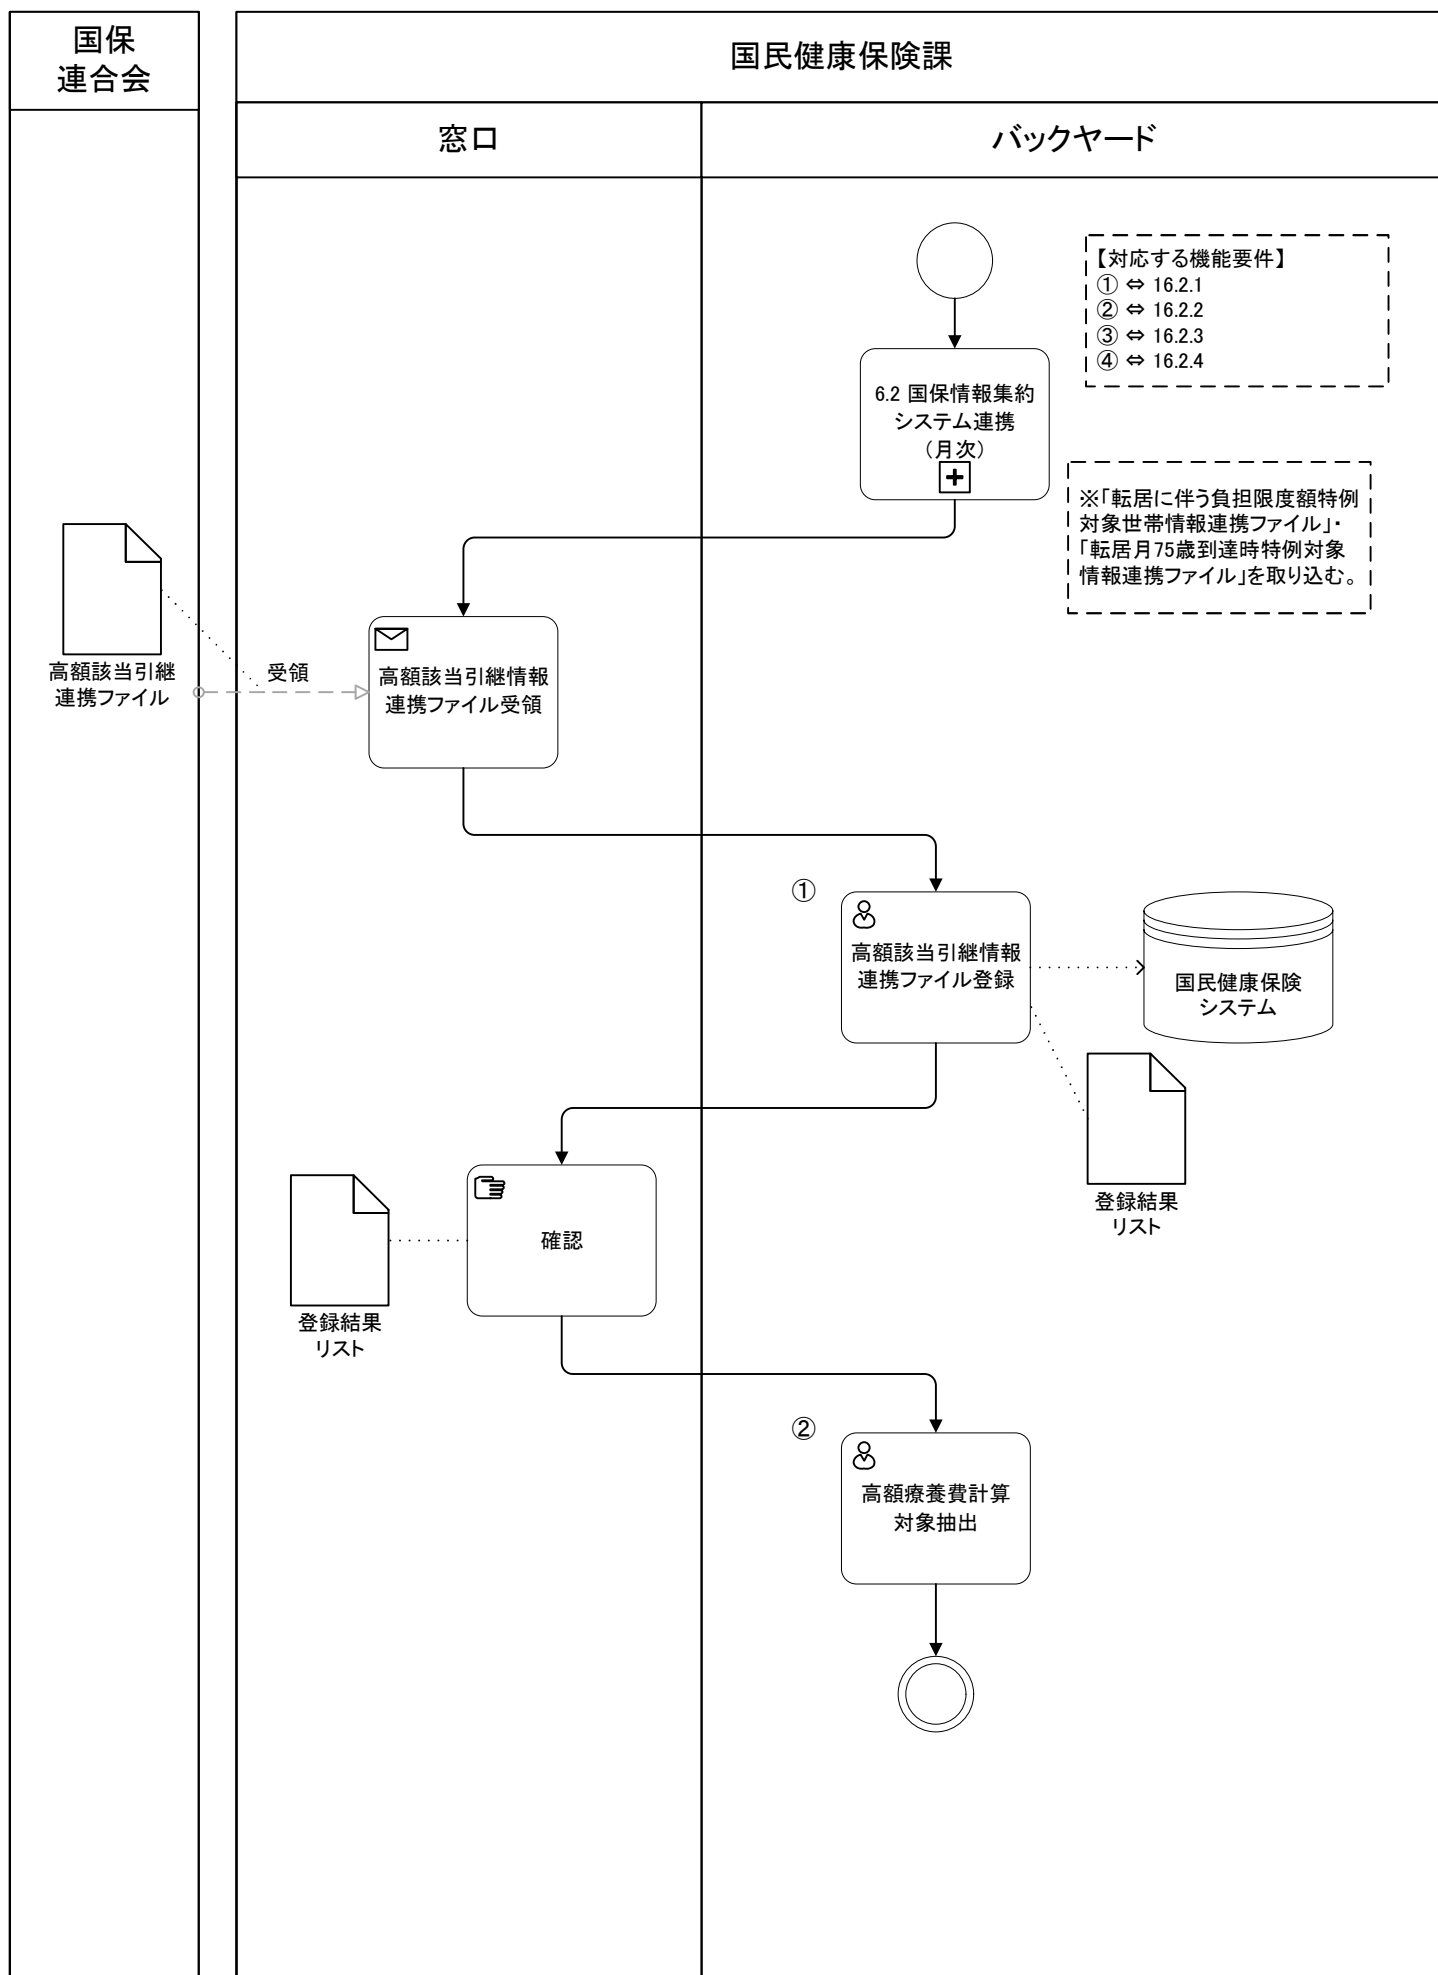 国保
連合会
国民健康保険課
窓口
バックヤード
【対応する機能要件】
① ⇔ 16.2.1
② ⇔ 16.2.2
③ ⇔ 16.2.3
④ ⇔ 16.2.4
6.2 国保情報集約
システム連携
（月次）
※「転居に伴う負担限度額特例
対象世帯情報連携ファイル」・
「転居月75歳到達時特例対象
情報連携ファイル」を取り込む。
高額該当引継
連携ファイル
受領
高額該当引継情報
連携ファイル受領
①
高額該当引継情報
連携ファイル登録
国民健康保険
システム
登録結果
リスト
確認
登録結果
リスト
②
高額療養費計算
対象抽出